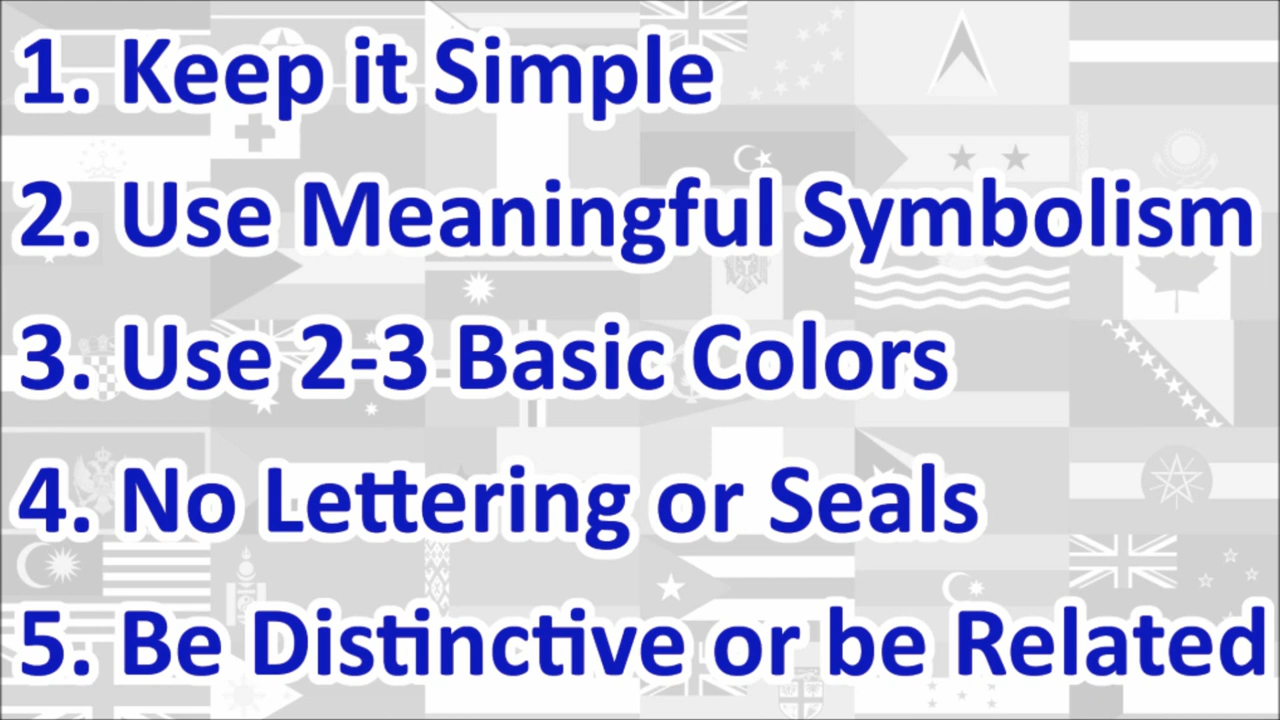 1. Keep it Simple
2. Use Meaningful Symbolism
3. Use 2-3 Basic Colors
4. No Lettering or Seals
5. Be Distinctive or be Related